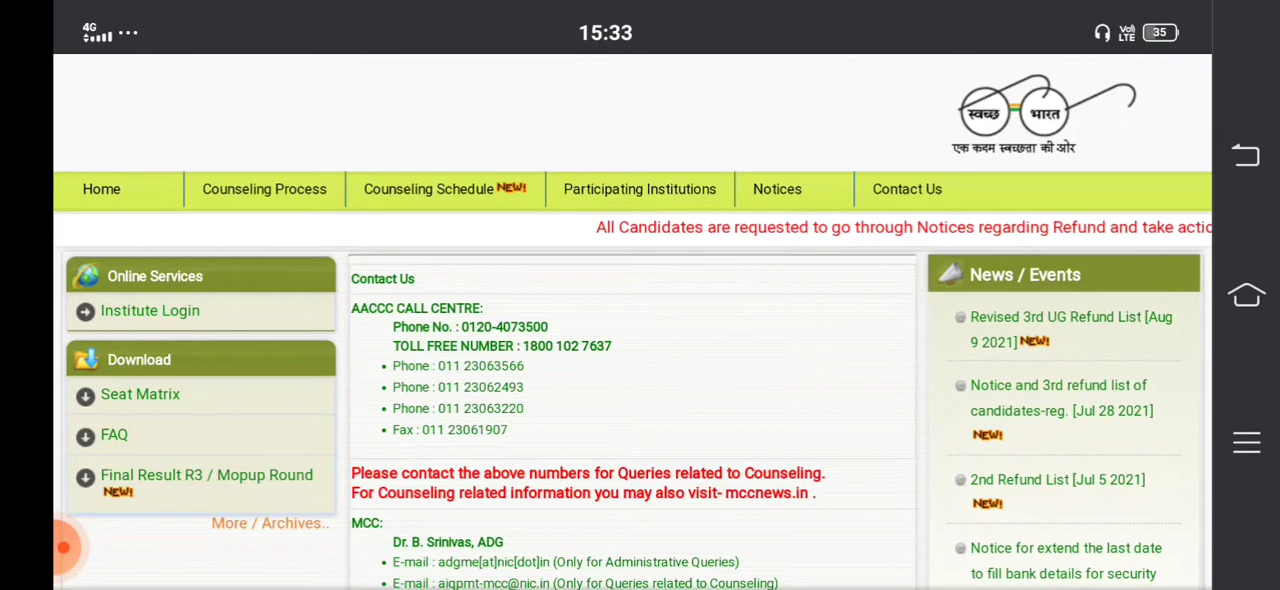 4G
15:33
Vo)
LTE
35
स्वच्छ भारत
एक कदम स्वच्छता की ओर
Home
Counseling Process
Counseling Schedule NEW!
Participating Institutions
Notices
Contact Us
All Candidates are requested to go through Notices regarding Refund and take actio
Online Services
Institute Login
Download
Seat Matrix
FAQ
Final Result R3 / Mopup Round
NEW!
More / Archives..
Contact Us
AACCC CALL CENTRE:
Phone No. : 0120-4073500
TOLL FREE NUMBER : 1800 102 7637
• Phone : 011 23063566
• Phone : 011 23062493
• Phone : 011 23063220
• Fax : 011 23061907
Please contact the above numbers for Queries related to Counseling.
For Counseling related information you may also visit- mccnews.in .
MCC:
Dr. B. Srinivas, ADG
• E-mail : adgme[at]nic[dot]in (Only for Administrative Queries)
• E-mail : aiqpmt-mcc@nic.in (Only for Queries related to Counseling)
News / Events
Revised 3rd UG Refund List [Aug
9 2021] NEW!
Notice and 3rd refund list of
candidates-reg. [Jul 28 2021]
NEW!
2nd Refund List [Jul 5 2021]
NEW!
Notice for extend the last date
to fill bank details for security